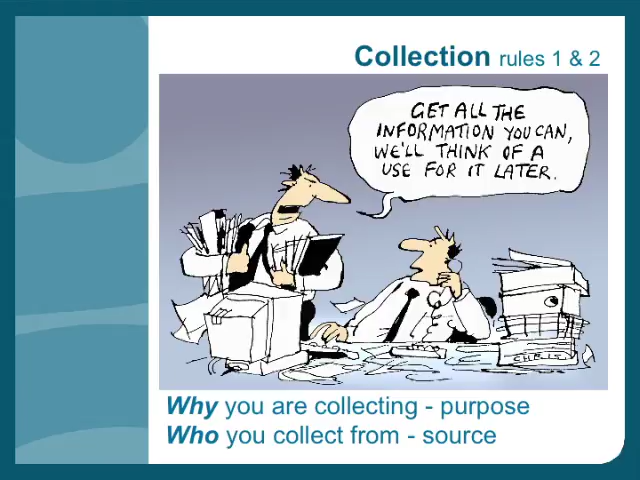 Collection rules 1 & 2
GET ALL THE
INFORMATION YOU CAN,
WE'LL THINK OF A
USE FOR IT LATER.
Why you are collecting - purpose
Who you collect from - source